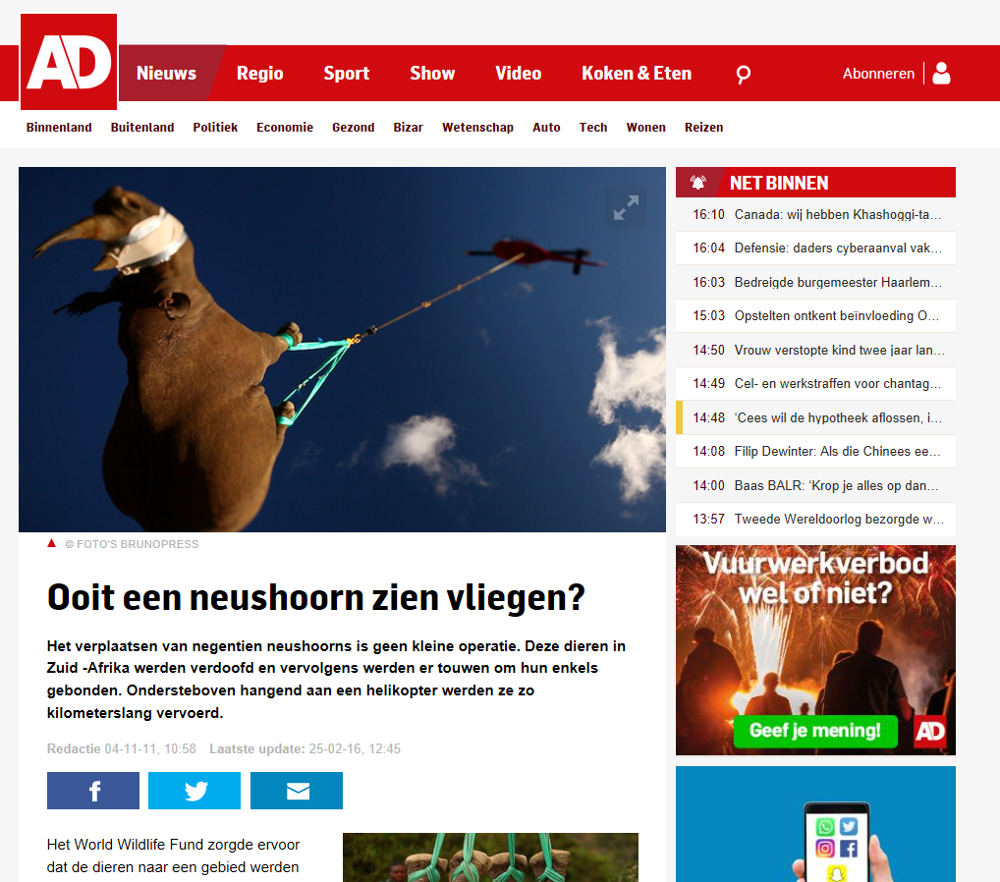 AD
Nieuws Regio Sport Show Video Koken & Eten Abonneren
Binnenland Buitenland Politiek Economie Gezond Bizar Wetenschap Auto Tech Wonen Reizen
© FOTO'S BRUNOPRESS
Ooit een neushoorn zien vliegen?
Het verplaatsen van negentien neushoorns is geen kleine operatie. Deze dieren in
Zuid -Afrika werden verdoofd en vervolgens werden er touwen om hun enkels
gebonden. Ondersteboven hangend aan een helikopter werden ze zo
kilometerslang vervoerd.
Redactie 04-11-11, 10:58 Laatste update: 25-02-16, 12:45
Het World Wildlife Fund zorgde ervoor
dat de dieren naar een gebied werden
NET BINNEN
16:10 Canada: wij hebben Khashoggi-ta...
16:04 Defensie: daders cyberaanval vak...
16:03 Bedreigde burgemeester Haarlem...
15:03 Opstelten ontkent beïnvloeding O...
14:50 Vrouw verstopte kind twee jaar lan...
14:49 Cel- en werkstraffen voor chantag...
14:48 ‘Cees wil de hypotheek aflossen, i...
14:08 Filip Dewinter: Als die Chinees ee...
14:00 Baas BALR: ‘Krop je alles op dan...
13:57 Tweede Wereldoorlog bezorgde w...
Vuurwerkverbod
wel of niet?
Geef je mening!
AD